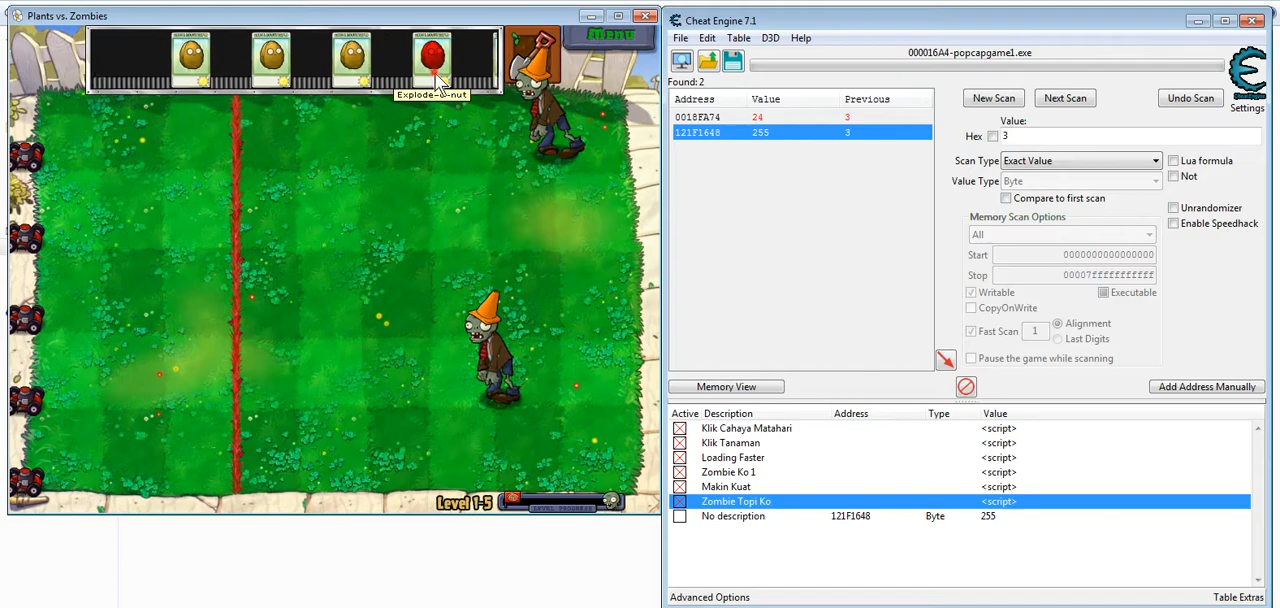 Plants vs. Zombies
Menu
Explode-o-nut
Level 1-5
LEVEL PROGRESS
Cheat Engine 7.1
File Edit Table D3D Help
000016A4-popcapgame1.exe
Found: 2
Address Value Previous
0018FA74 24 3
121F1648 255 3
New Scan Next Scan Undo Scan
Settings
Value:
Hex 3
Scan Type Exact Value Lua formula
Not
Value Type Byte
Compare to first scan
Unrandomizer
Enable Speedhack
Memory Scan Options
All
Start 0000000000000000
Stop 00007fffffffffff
Writable Executable
CopyOnWrite
Fast Scan 1 Alignment
Last Digits
Pause the game while scanning
Memory View Add Address Manually
Active Description Address Type Value
Klik Cahaya Matahari <script>
Klik Tanaman <script>
Loading Faster <script>
Zombie Ko 1 <script>
Makin Kuat <script>
Zombie Topi Ko <script>
No description 121F1648 Byte 255
Advanced Options Table Extras